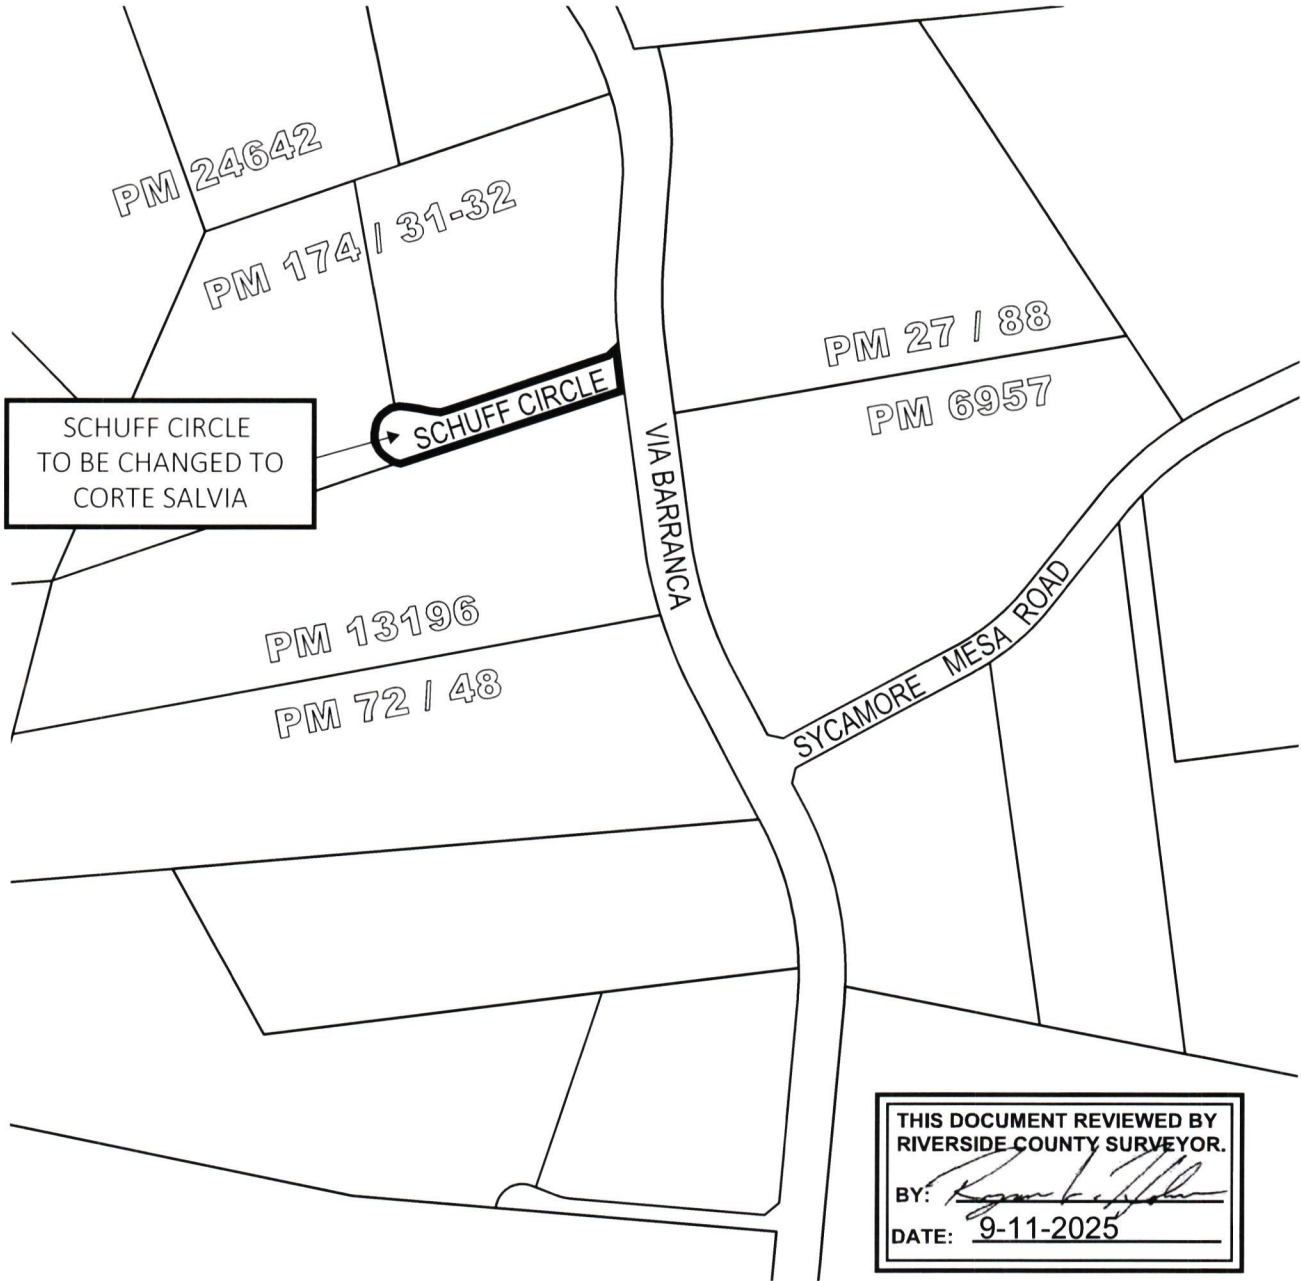 PM 24642
PM 174 / 31-32
PM 27 / 88
PM 6957
SCHUFF CIRCLE
TO BE CHANGED TO
CORTE SALVIA
SCHUFF CIRCLE
VIA BARRANCA
SYCAMORE MESA ROAD
PM 13196
PM 72 / 48
THIS DOCUMENT REVIEWED BY
RIVERSIDE COUNTY SURVEYOR.
BY:
DATE: 9-11-2025